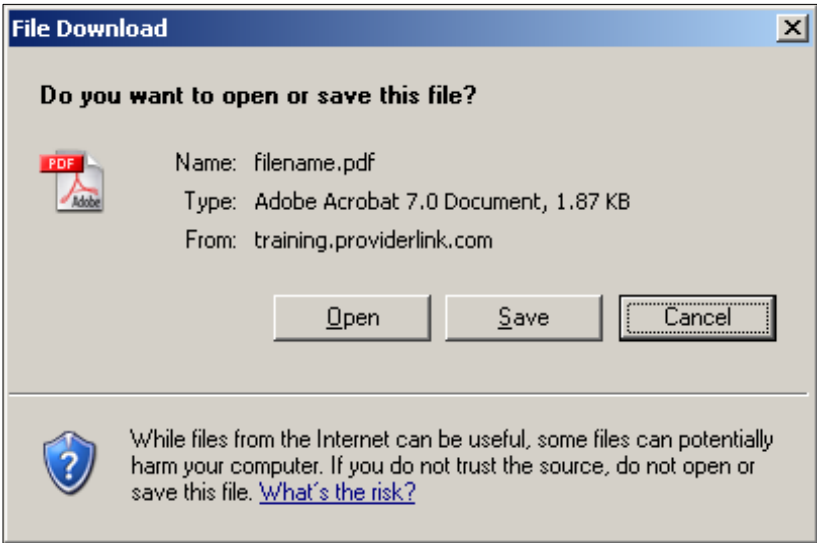 File Download
Do you want to open or save this file?
PDF
Adobe
Name: filename.pdf
Type: Adobe Acrobat 7.0 Document, 1.87 KB
From: training.providerlink.com
Open Save Cancel
While files from the Internet can be useful, some files can potentially
harm your computer. If you do not trust the source, do not open or
save this file. What's the risk?